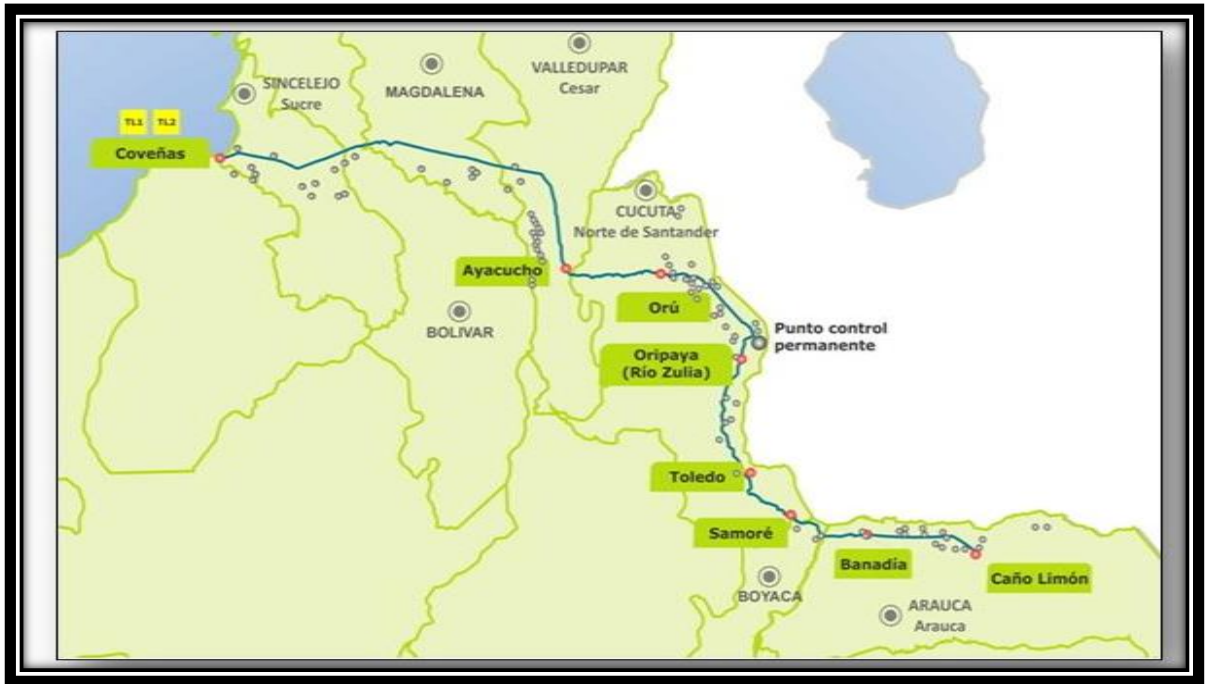 VALLEDUPAR
Cesar
SINCELEJO
Sucre
MAGDALENA
TL1 TL2
Coveñas
CUCUTA
Norte de Santander
Ayacucho
Orú
BOLIVAR
Punto control
permanente
Oripaya
(Río Zulia)
Toledo
Samoré
Banadía
Caño Limón
BOYACA
ARAUCA
Arauca